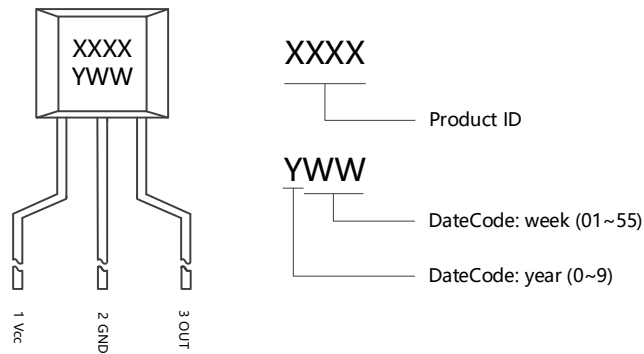 XXXX
YWW
1 Vcc
2 GND
3 OUT
XXXX
Product ID
YWW
DateCode: week (01~55)
DateCode: year (0~9)